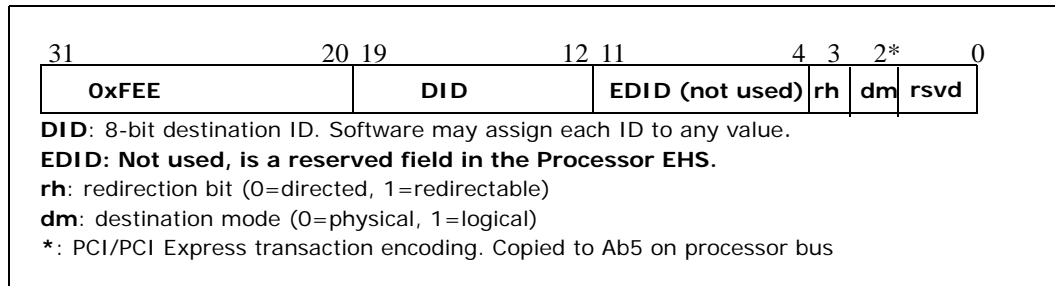 31 20 19 12 11 4 3 2* 0
0xFEE DID EDID (not used) rh dm rsvd
DID: 8-bit destination ID. Software may assign each ID to any value.
EDID: Not used, is a reserved field in the Processor EHS.
rh: redirection bit (0=directed, 1=redirectable)
dm: destination mode (0=physical, 1=logical)
*: PCI/PCI Express transaction encoding. Copied to Ab5 on processor bus